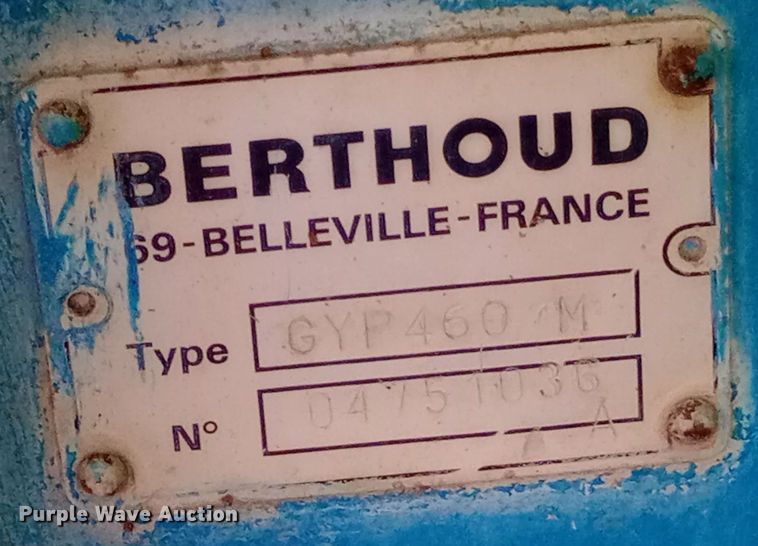 BERTHOUD
69-BELLEVILLE-FRANCE
Type GYP460 M
N° 04751036
A A
Purple Wave Auction